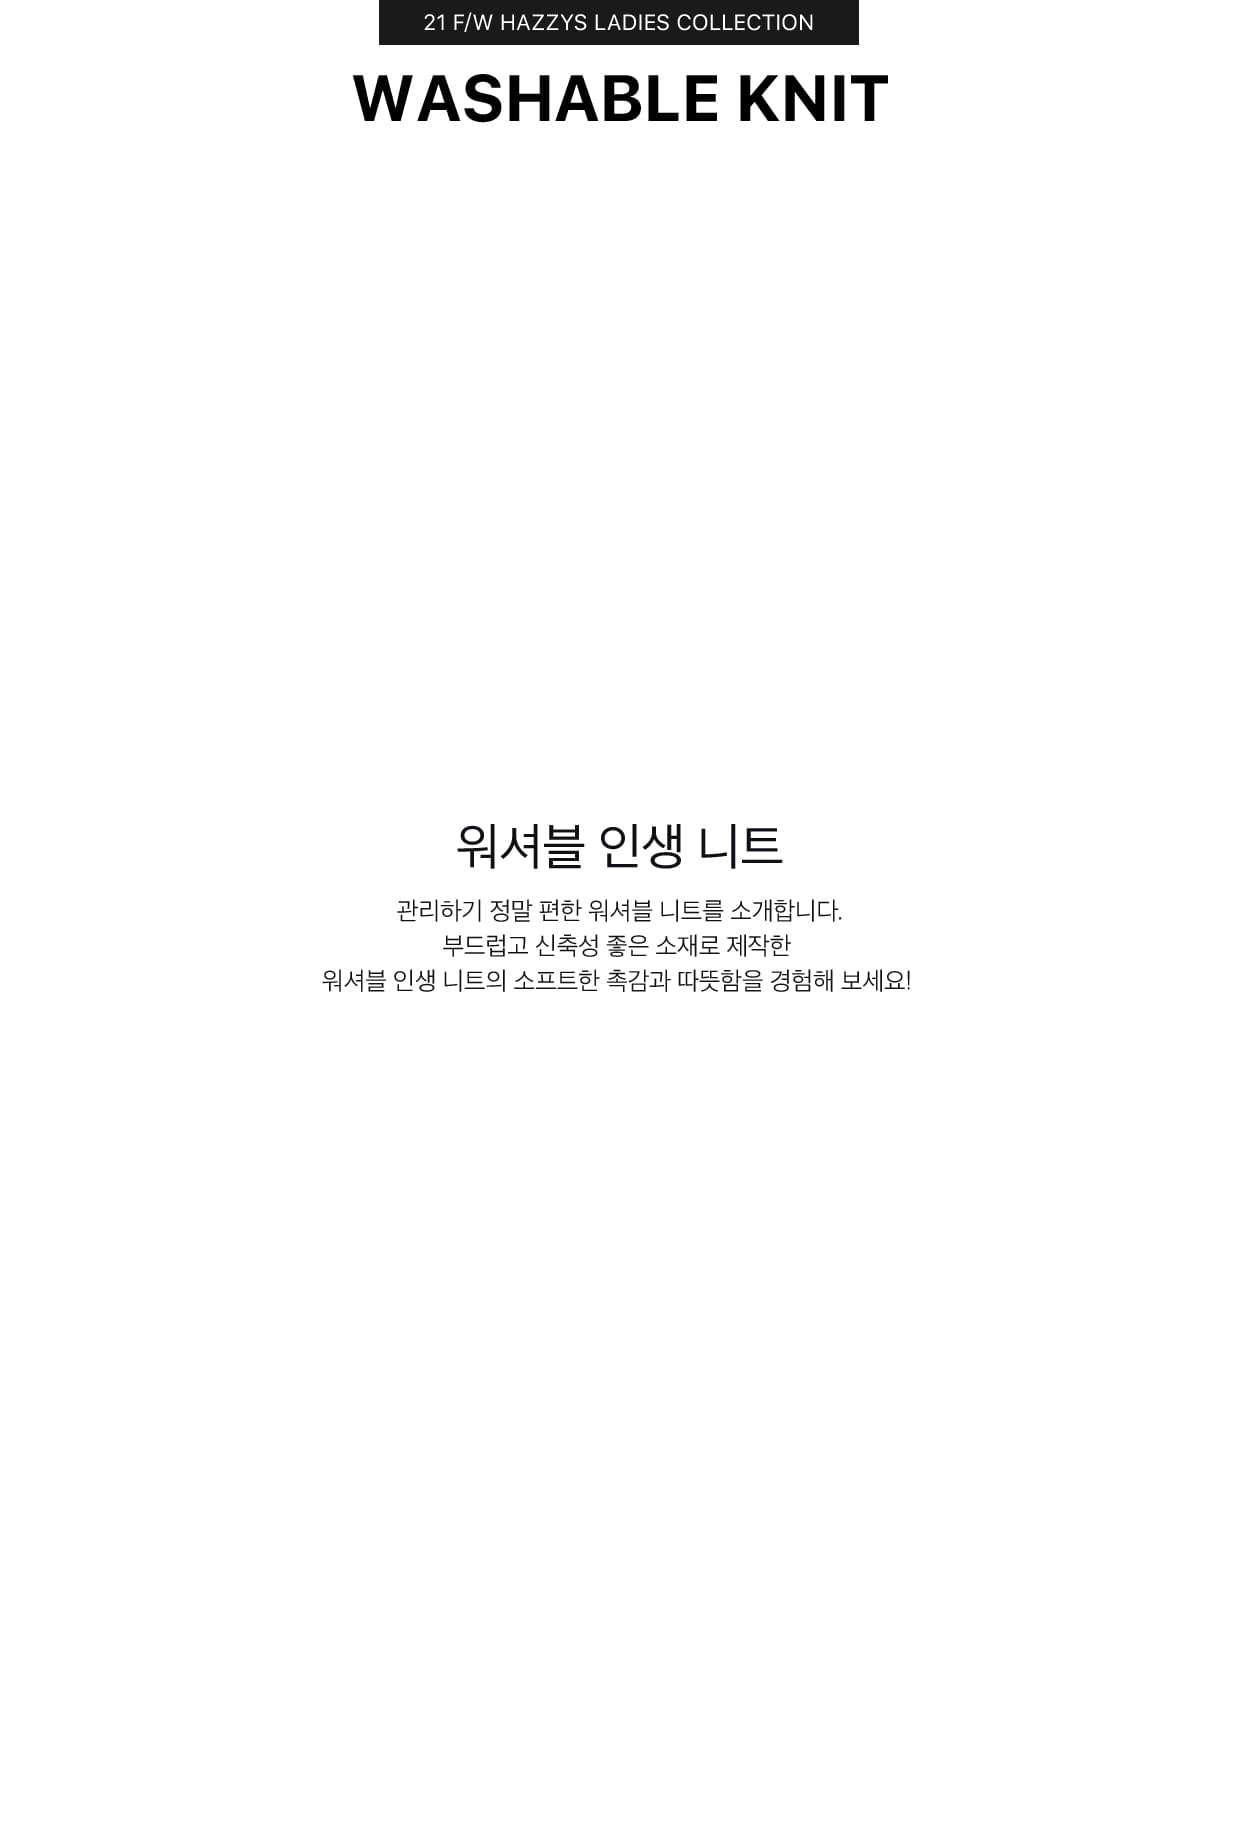 21 F/W HAZZYS LADIES COLLECTION
WASHABLE KNIT
워셔블 인생 니트
관리하기 정말 편한 워셔블 니트를 소개합니다.
부드럽고 신축성 좋은 소재로 제작한
워셔블 인생 니트의 소프트한 촉감과 따뜻함을 경험해 보세요!